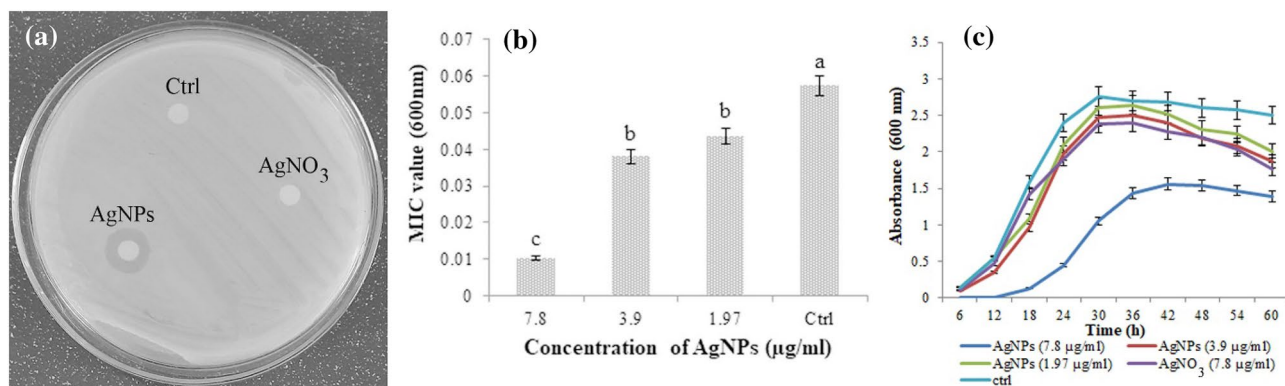 (a)
Ctrl
AgNO3
AgNPs
(b)
MIC value (600nm)
0.07
0.06
0.05
0.04
0.03
0.02
0.01
0
c
b
b
a
7.8 3.9 1.97 Ctrl
Concentration of AgNPs (µg/ml)
(c)
Absorbance (600 nm)
3.5
3
2.5
2
1.5
1
0.5
0
6 12 18 24 30 36 42 48 54 60
Time (h)
AgNPs (7.8 µg/ml) AgNPs (3.9 µg/ml)
AgNPs (1.97 µg/ml) AgNO3 (7.8 µg/ml)
ctrl